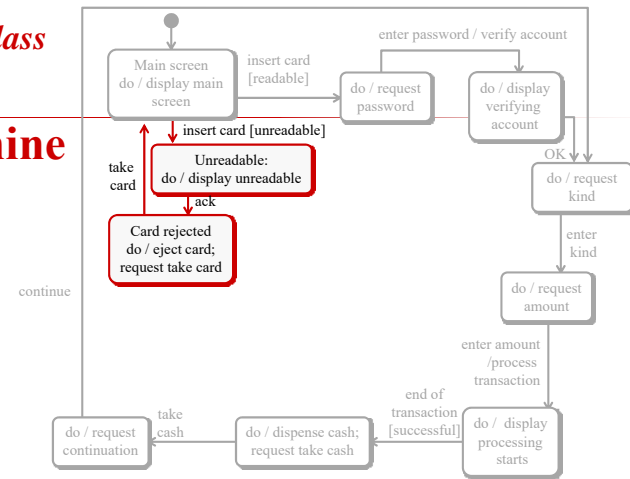 lass
enter password / verify account
Main screen
do / display main
screen
insert card
[readable]
do / request
password
do / display
verifying
account
insert card [unreadable]
ine
Unreadable:
do / display unreadable
take
card
OK
do / request
kind
ack
Card rejected
do / eject card;
request take card
enter
kind
continue
do / request
amount
enter amount
/process
transaction
end of
transaction
[successful]
take
cash
do / request
continuation
do / dispense cash;
request take cash
do / display
processing
starts